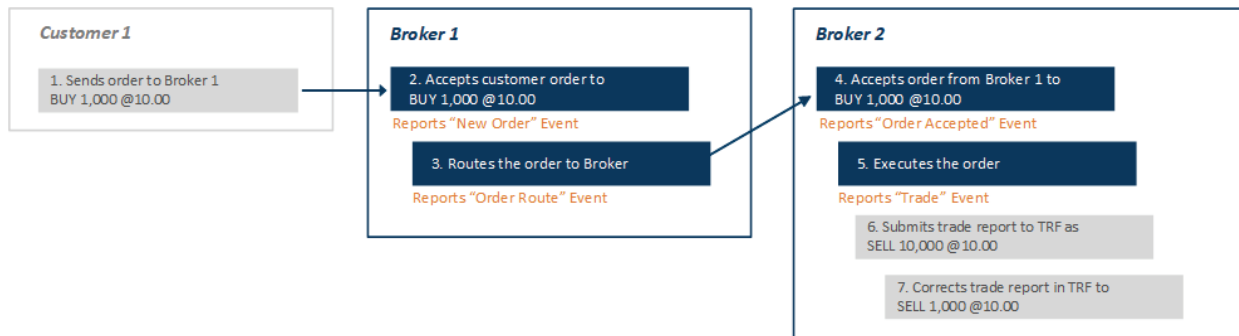 Customer 1
1. Sends order to Broker 1
BUY 1,000 @10.00
Broker 1
2. Accepts customer order to
BUY 1,000 @10.00
Reports "New Order" Event
3. Routes the order to Broker
Reports "Order Route" Event
Broker 2
4. Accepts order from Broker 1 to
BUY 1,000 @10.00
Reports "Order Accepted" Event
5. Executes the order
Reports "Trade" Event
6. Submits trade report to TRF as
SELL 10,000 @10.00
7. Corrects trade report in TRF to
SELL 1,000 @10.00